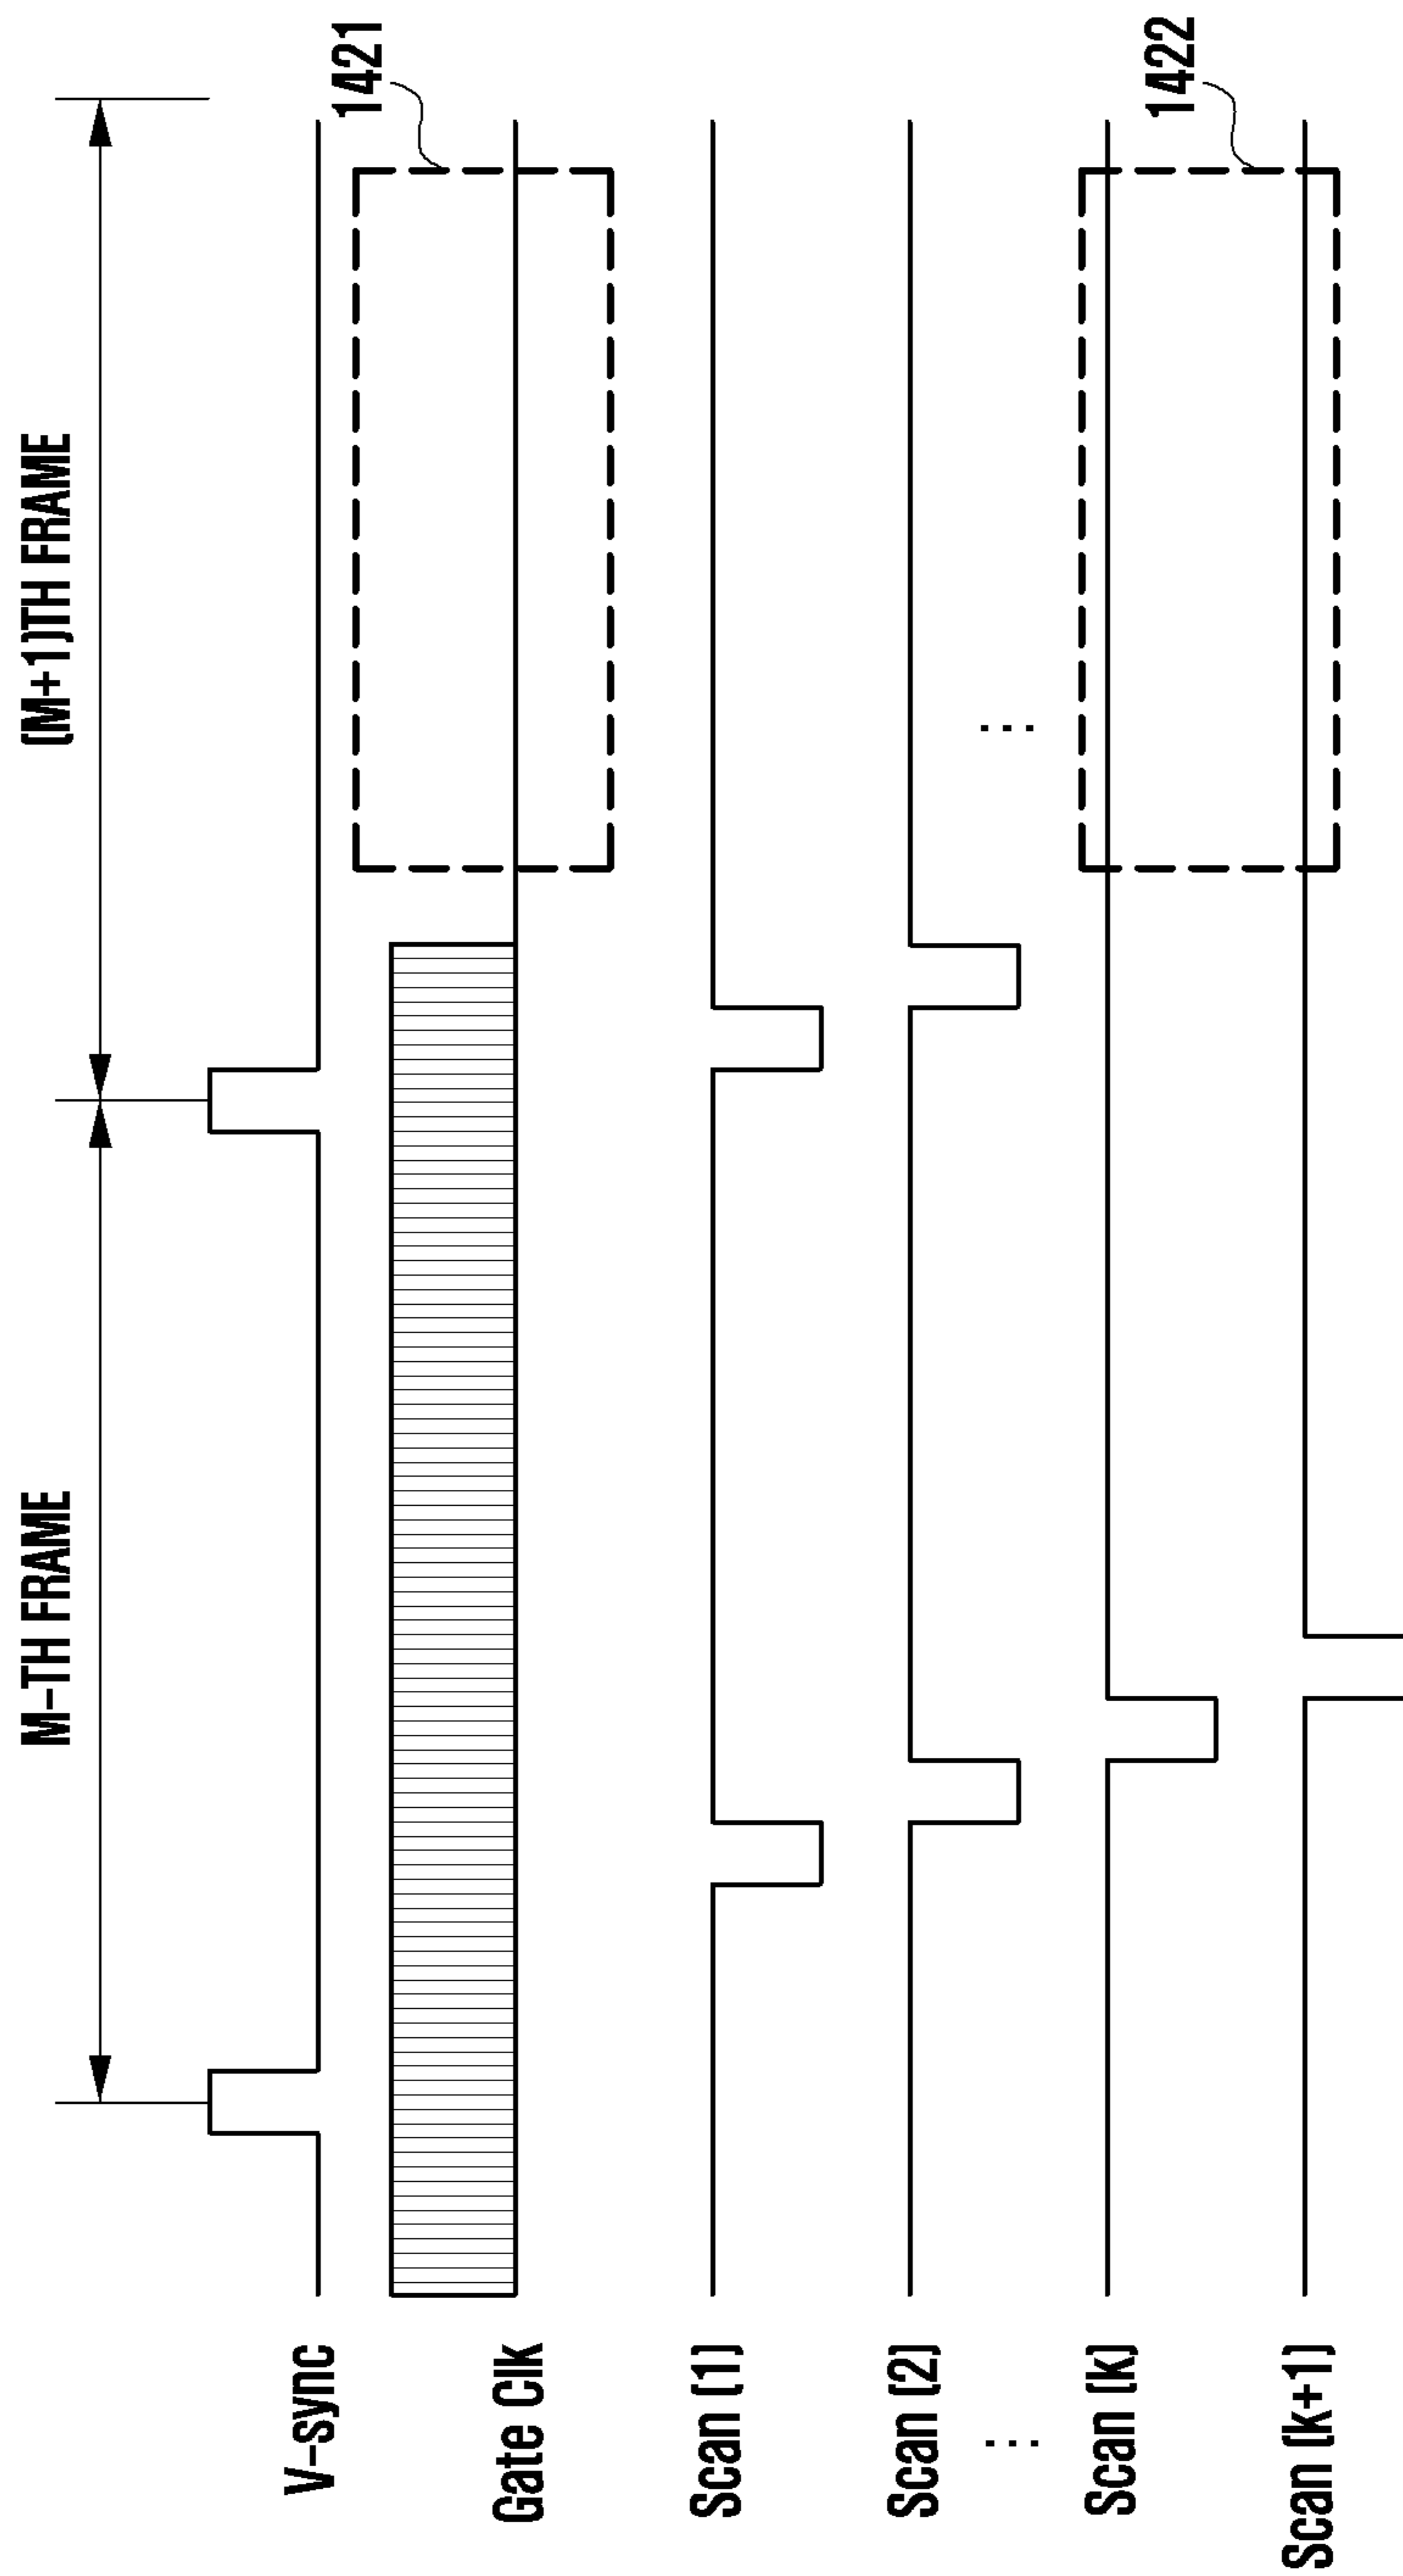 M-TH FRAME
(M+1)TH FRAME
V-sync
1421
Gate Clk
Scan (1)
Scan (2)
...
...
1422
Scan (k)
Scan (k+1)